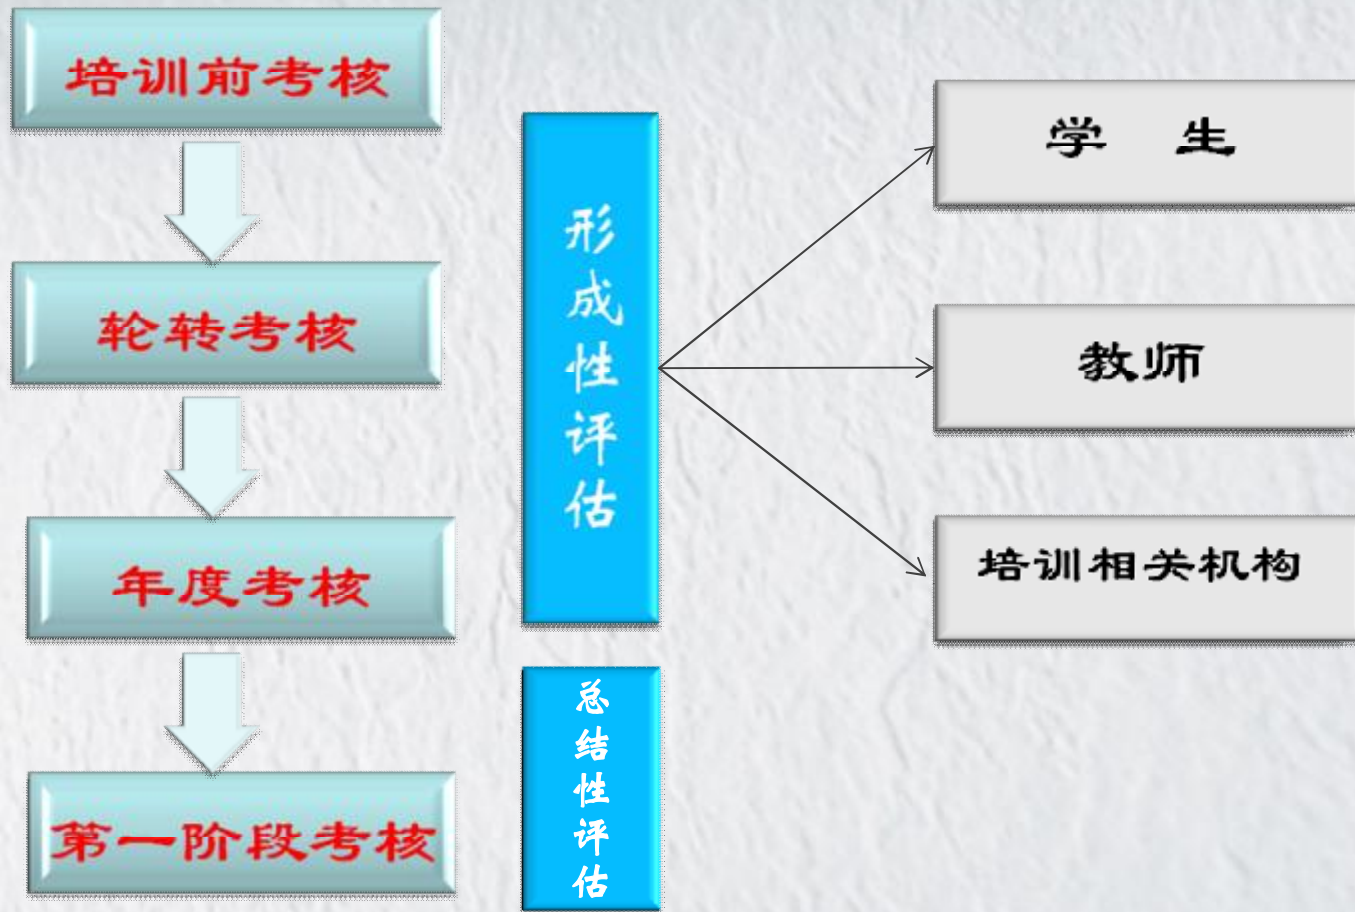 培训前考核
轮转考核
年度考核
第一阶段考核
形成性评估
总结性评估
学 生
教师
培训相关机构